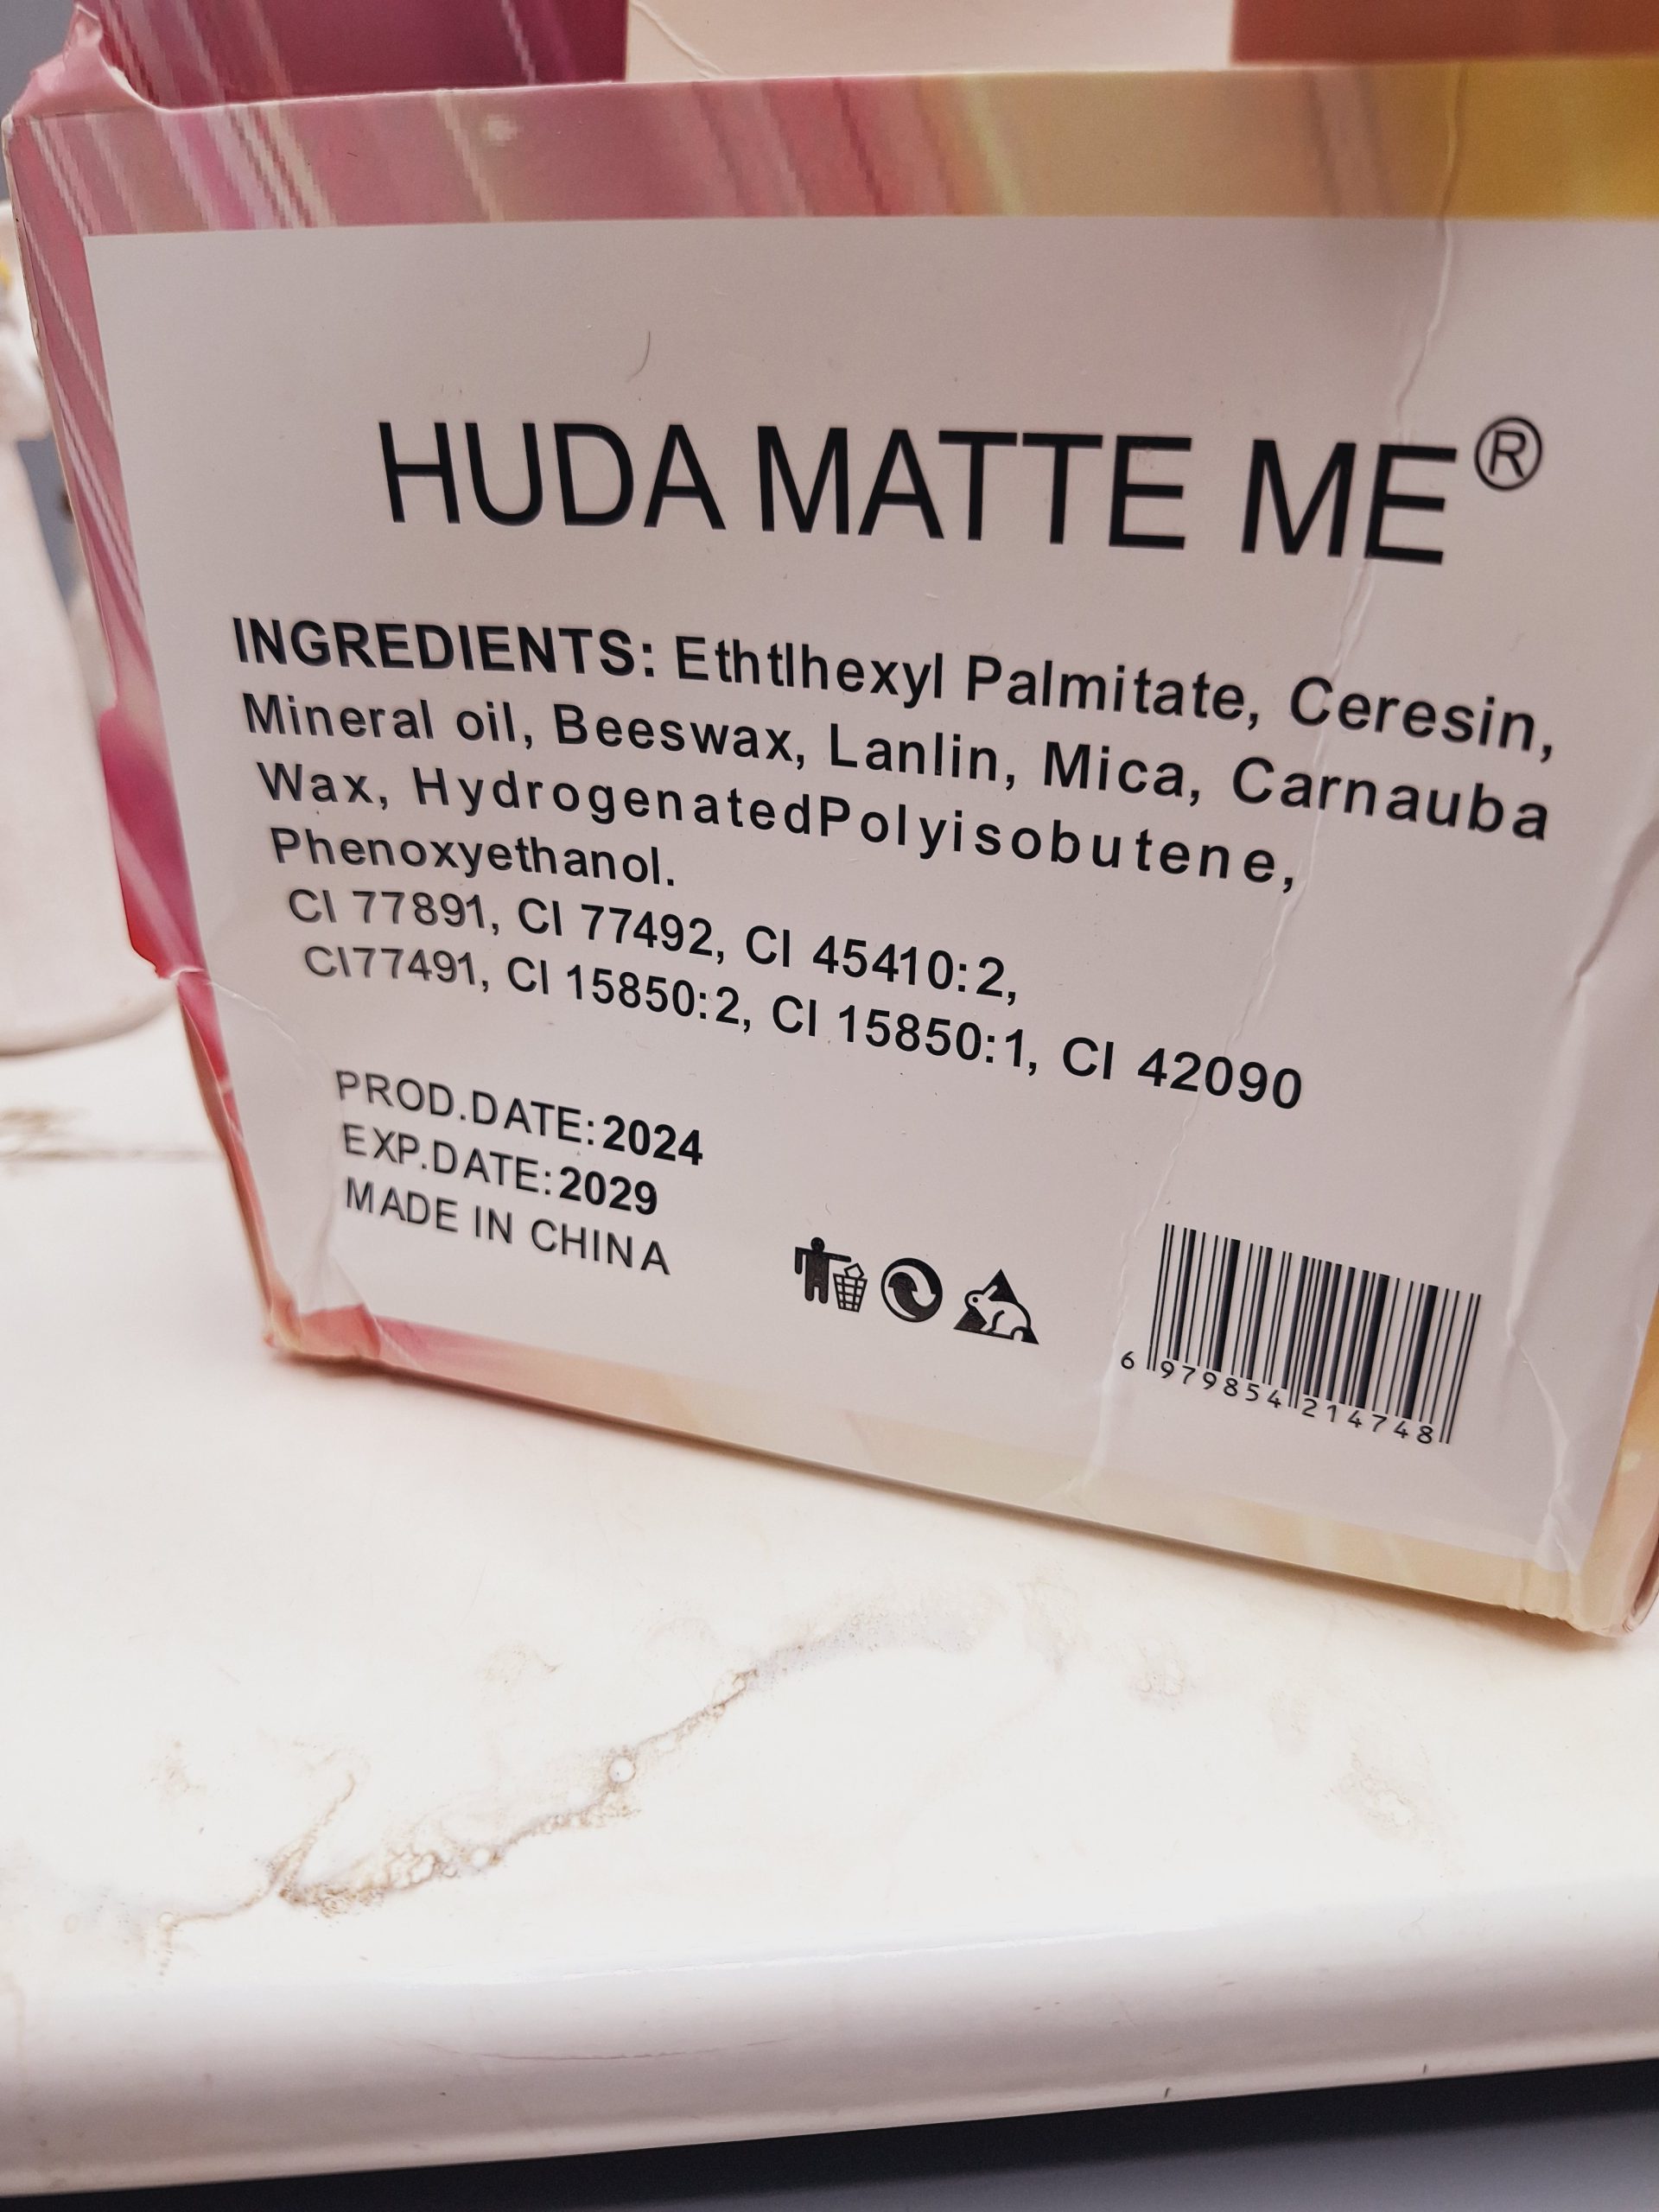 HUDA MATTE ME®
INGREDIENTS: Ethtlhexyl Palmitate, Ceresin,
Mineral oil, Beeswax, Lanlin, Mica, Carnauba
Wax, HydrogenatedPolyisobutene,
Phenoxyethanol.
CI 77891, CI 77492, CI 45410:2,
CI77491, CI 15850:2, CI 15850:1, CI 42090
PROD.DATE:2024
EXP.DATE:2029
MADE IN CHINA
6 979854 214748